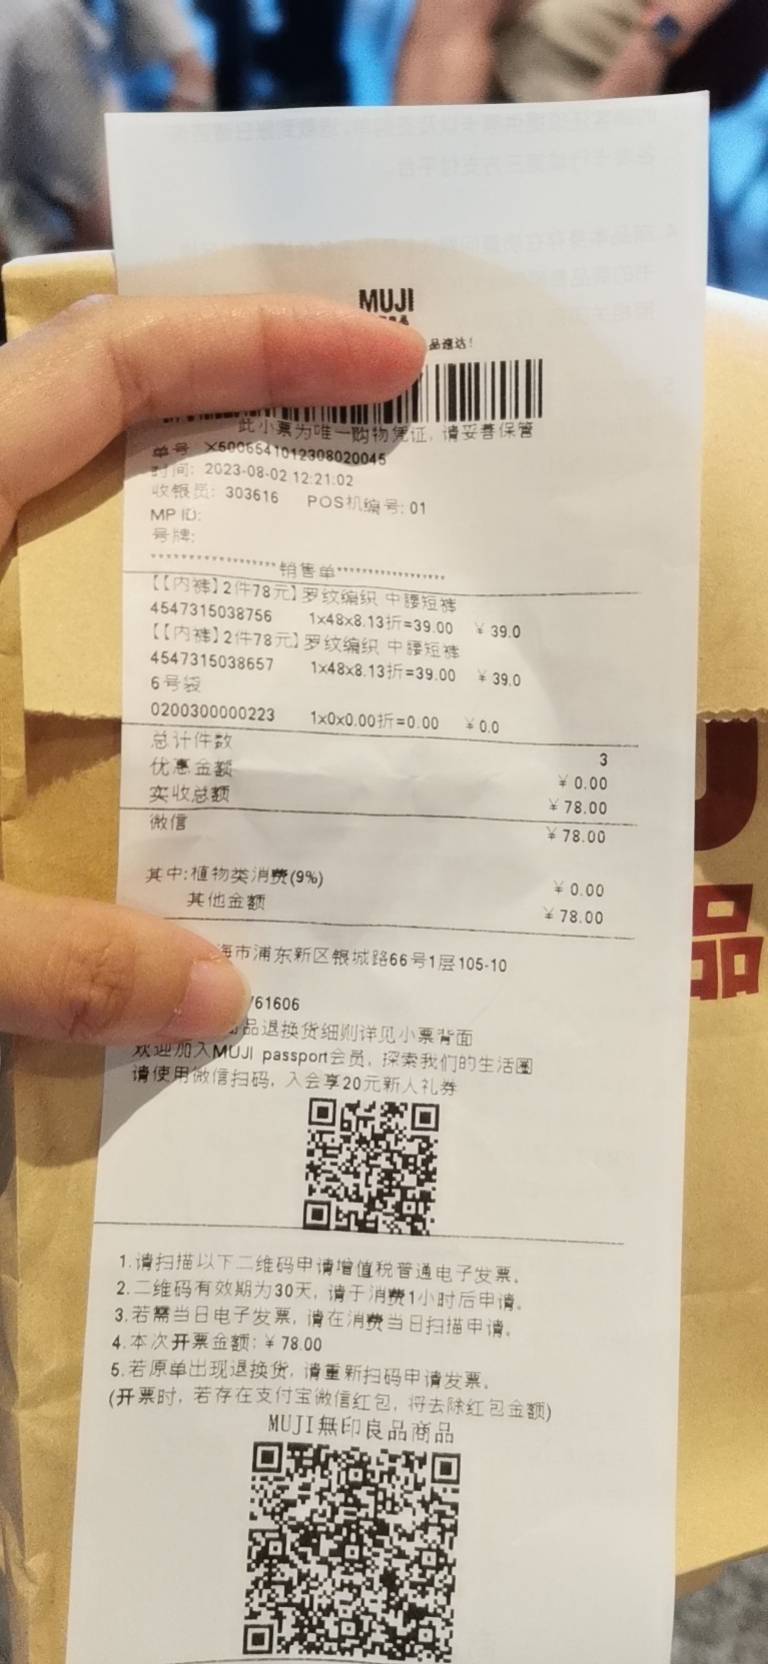 MUJI
品速达!
此小票为唯一购物凭证, 请妥善保管
单号 X5006541012308020045
时间: 2023-08-02 12:21:02
收银员: 303616 POS机编号: 01
MP ID:
号牌:
********************销售单*****************
【【内裤】2件78元】罗纹编织 中腰短裤
4547315038756 1x48x8.13折=39.00 ¥ 39.0
【【内裤】2件78元】罗纹编织 中腰短裤
4547315038657 1x48x8.13折=39.00 ¥ 39.0
6号袋
0200300000223 1x0x0.00折=0.00 ¥ 0.0
总计件数 3
优惠金额 ¥ 0.00
实收总额 ¥ 78.00
微信 ¥ 78.00
其中:植物类消费(9%) ¥ 0.00
其他金额 ¥ 78.00
海市浦东新区银城路66号1层105-10
761606
品退换货细则详见小票背面
欢迎加入MUJI passport会员, 探索我们的生活圈
请使用微信扫码, 入会享20元新人礼券
1.请扫描以下二维码申请增值税普通电子发票。
2.二维码有效期为30天, 请于消费1小时后申请。
3.若需当日电子发票, 请在消费当日扫描申请。
4.本次开票金额: ¥ 78.00
5.若原单出现退换货, 请重新扫码申请发票。
(开票时, 若存在支付宝微信红包, 将去除红包金额)
MUJI無印良品商品
品